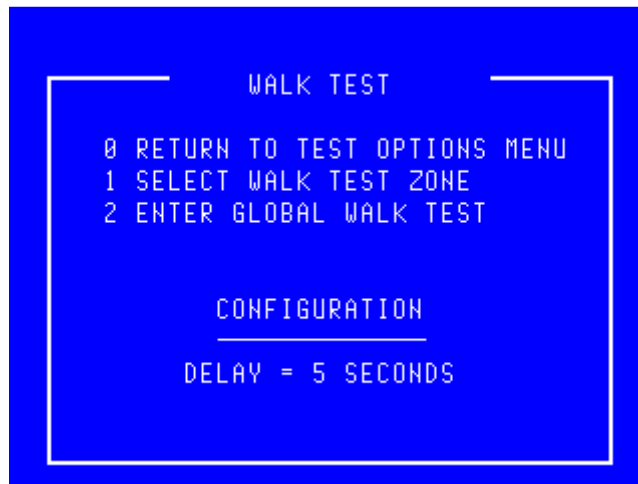 WALK TEST
0 RETURN TO TEST OPTIONS MENU
1 SELECT WALK TEST ZONE
2 ENTER GLOBAL WALK TEST
CONFIGURATION
DELAY = 5 SECONDS